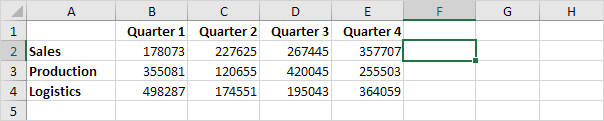 A B C D E F G H
1 Quarter 1 Quarter 2 Quarter 3 Quarter 4
2 Sales 178073 227625 267445 357707
3 Production 355081 120655 420045 255503
4 Logistics 498287 174551 195043 364059
5